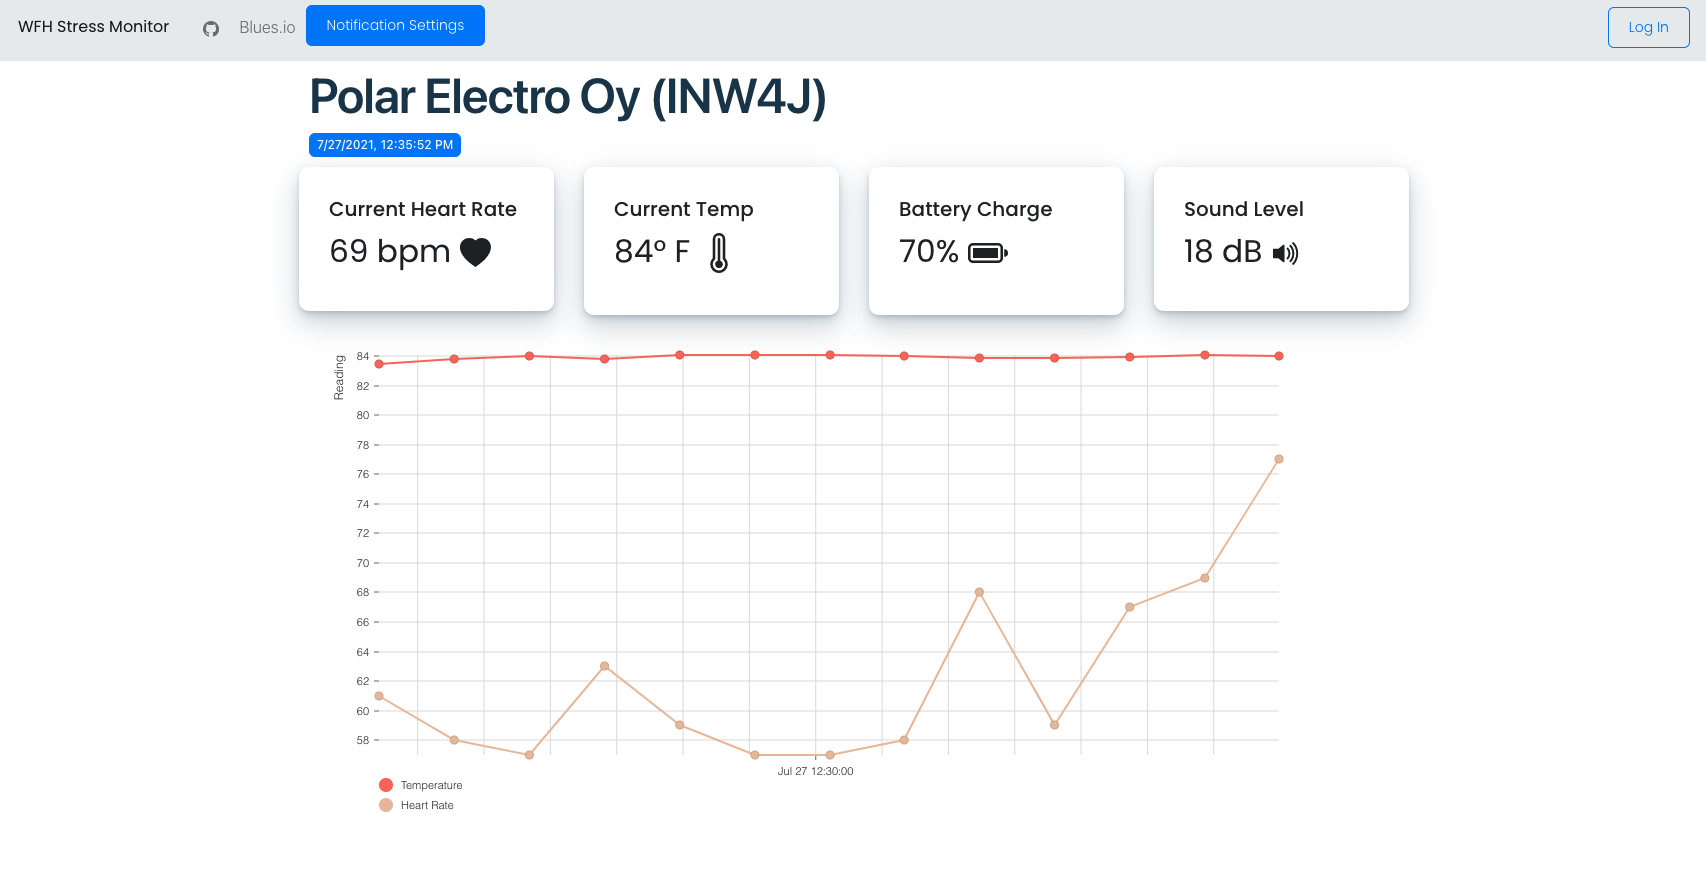 WFH Stress Monitor Blues.io Notification Settings Log In
Polar Electro Oy (INW4J)
7/27/2021, 12:35:52 PM
Current Heart Rate
69 bpm
Current Temp
84° F
Battery Charge
70%
Sound Level
18 dB
Reading
84
82
80
78
76
74
72
70
68
66
64
62
60
58
Jul 27 12:30:00
Temperature
Heart Rate